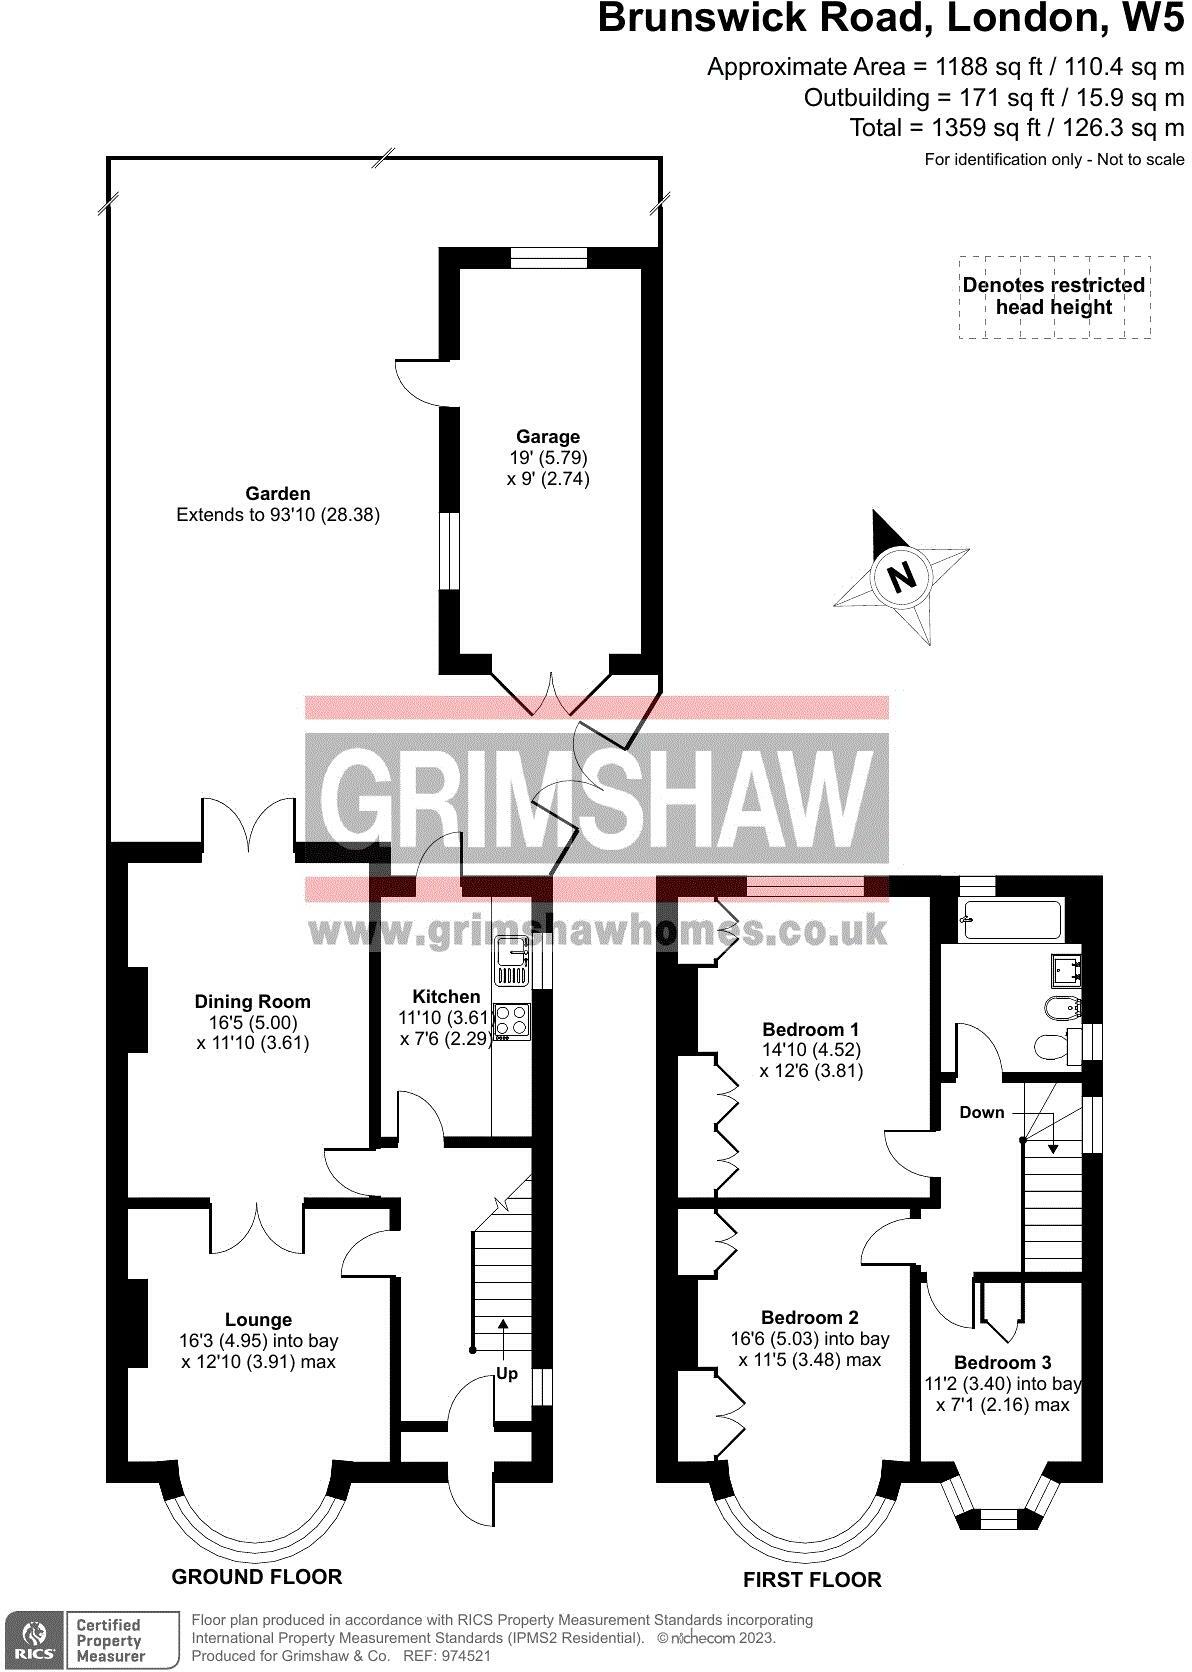 Brunswick Road, London, W5
Approximate Area = 1188 sq ft / 110.4 sq m
Outbuilding = 171 sq ft / 15.9 sq m
Total = 1359 sq ft / 126.3 sq m
For identification only - Not to scale
Denotes restricted
head height
Garage
19' (5.79)
x 9' (2.74)
Garden
Extends to 93'10 (28.38)
N
GRIMSHAW
www.grimshawhomes.co.uk
Dining Room
16'5 (5.00)
x 11'10 (3.61)
Kitchen
11'10 (3.61)
x 7'6 (2.29)
Bedroom 1
14'10 (4.52)
x 12'6 (3.81)
Down
Lounge
16'3 (4.95) into bay
x 12'10 (3.91) max
Up
Bedroom 2
16'6 (5.03) into bay
x 11'5 (3.48) max
Bedroom 3
11'2 (3.40) into bay
x 7'1 (2.16) max
GROUND FLOOR
FIRST FLOOR
RICS
Certified
Property
Measurer
Floor plan produced in accordance with RICS Property Measurement Standards incorporating
International Property Measurement Standards (IPMS2 Residential). © nichecom 2023.
Produced for Grimshaw & Co. REF: 974521